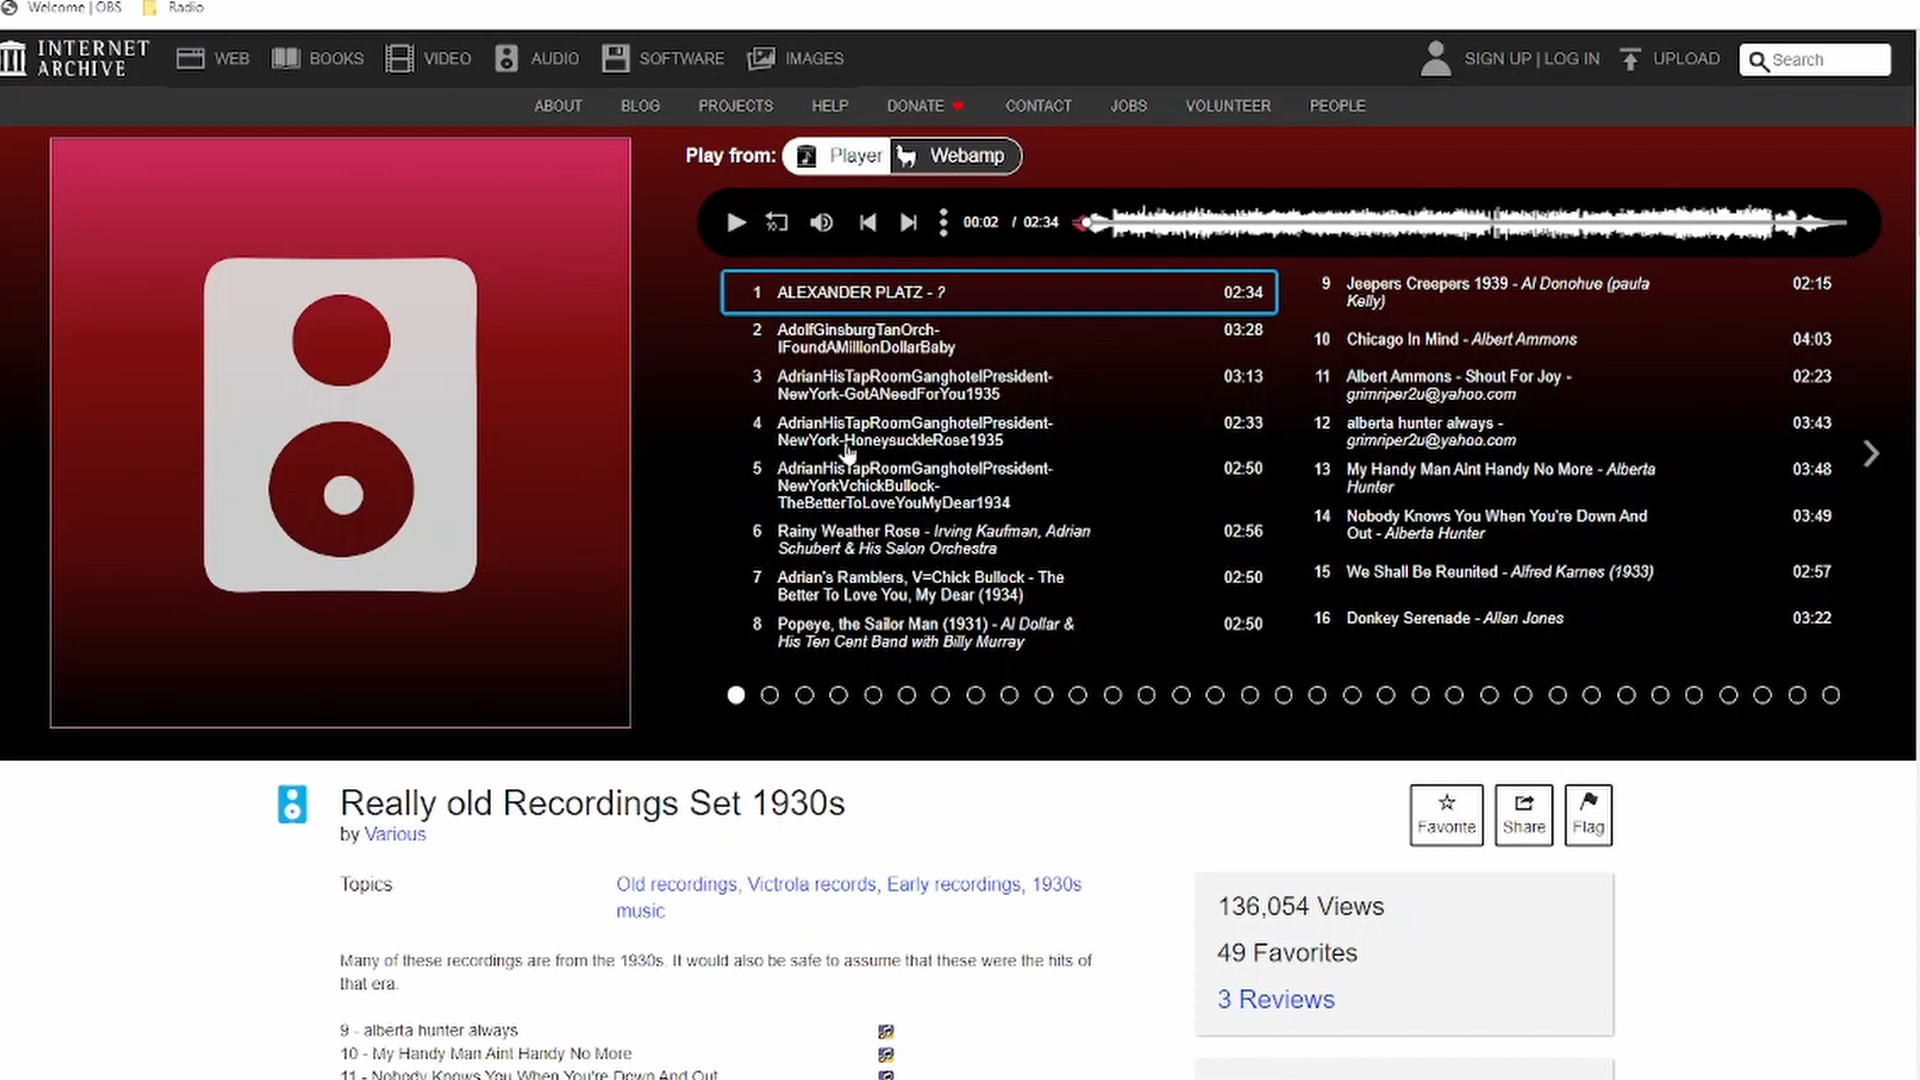 Welcome | OBS Radio
INTERNET ARCHIVE WEB BOOKS VIDEO AUDIO SOFTWARE IMAGES SIGN UP | LOG IN UPLOAD Search
ABOUT BLOG PROJECTS HELP DONATE CONTACT JOBS VOLUNTEER PEOPLE
Play from: Player Webamp
10
00:02 / 02:34
1 ALEXANDER PLATZ - ? 02:34
2 AdolfGinsburgTanOrch-
IFoundAMilllionDollarBaby 03:28
3 AdrianHisTapRoomGanghotelPresident-
NewYork-GotANeedForYou1935 03:13
4 AdrianHisTapRoomGanghotelPresident-
NewYork-HoneysuckleRose1935 02:33
5 AdrianHisTapRoomGanghotelPresident-
NewYorkVchickBullock-
TheBetterToLoveYouMyDear1934 02:50
6 Rainy Weather Rose - Irving Kaufman, Adrian
Schubert & His Salon Orchestra 02:56
7 Adrian's Ramblers, V=Chick Bullock - The
Better To Love You, My Dear (1934) 02:50
8 Popeye, the Sailor Man (1931) - Al Dollar &
His Ten Cent Band with Billy Murray 02:50
9 Jeepers Creepers 1939 - Al Donohue (paula
Kelly) 02:15
10 Chicago In Mind - Albert Ammons 04:03
11 Albert Ammons - Shout For Joy -
grimriper2u@yahoo.com 02:23
12 alberta hunter always -
grimriper2u@yahoo.com 03:43
13 My Handy Man Aint Handy No More - Alberta
Hunter 03:48
14 Nobody Knows You When You're Down And
Out - Alberta Hunter 03:49
15 We Shall Be Reunited - Alfred Karnes (1933) 02:57
16 Donkey Serenade - Allan Jones 03:22
Really old Recordings Set 1930s
by Various
Favorite Share Flag
Topics
Old recordings, Victrola records, Early recordings, 1930s
music
Many of these recordings are from the 1930s. It would also be safe to assume that these were the hits of
that era.
136,054 Views
49 Favorites
3 Reviews
9 - alberta hunter always
10 - My Handy Man Aint Handy No More
11 - Nobody Knows You When You're Down And Out